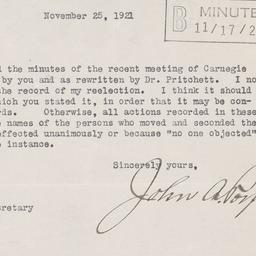 November 25, 1921
B MINUTE
11/17/2
d the minutes of the recent meeting of Carnegie
by you and as rewritten by Dr. Pritchett. I no
the record of my reelection. I think it should
hich you stated it, in order that it may be con-
rds. Otherwise, all actions recorded in these
e names of the persons who moved and seconded the
effected unanimously or because "no one objected"
e instance.
Sincerely yours,
John A. Pop
retary